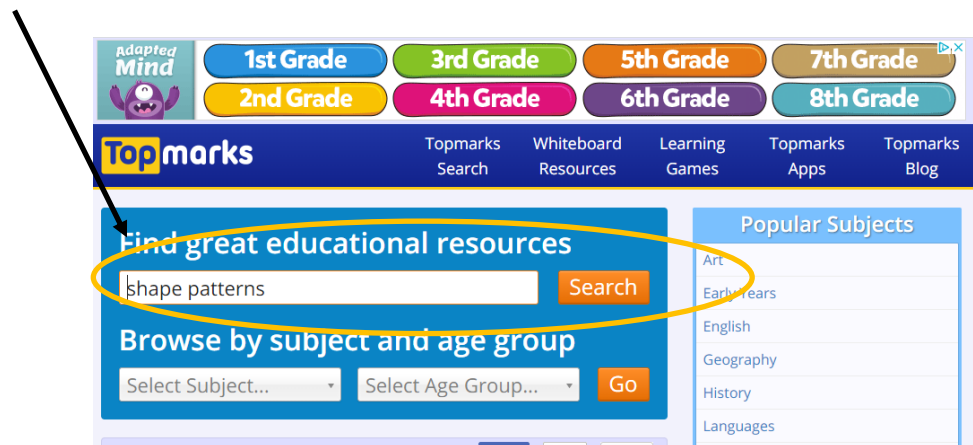 Adapted
Mind
1st Grade
3rd Grade
5th Grade
7th Grade
2nd Grade
4th Grade
6th Grade
8th Grade
Topmarks
Topmarks
Search
Whiteboard
Resources
Learning
Games
Topmarks
Apps
Topmarks
Blog
Find great educational resources
shape patterns
Search
Browse by subject and age group
Select Subject...
Select Age Group...
Go
Popular Subjects
Art
Early Years
English
Geography
History
Languages